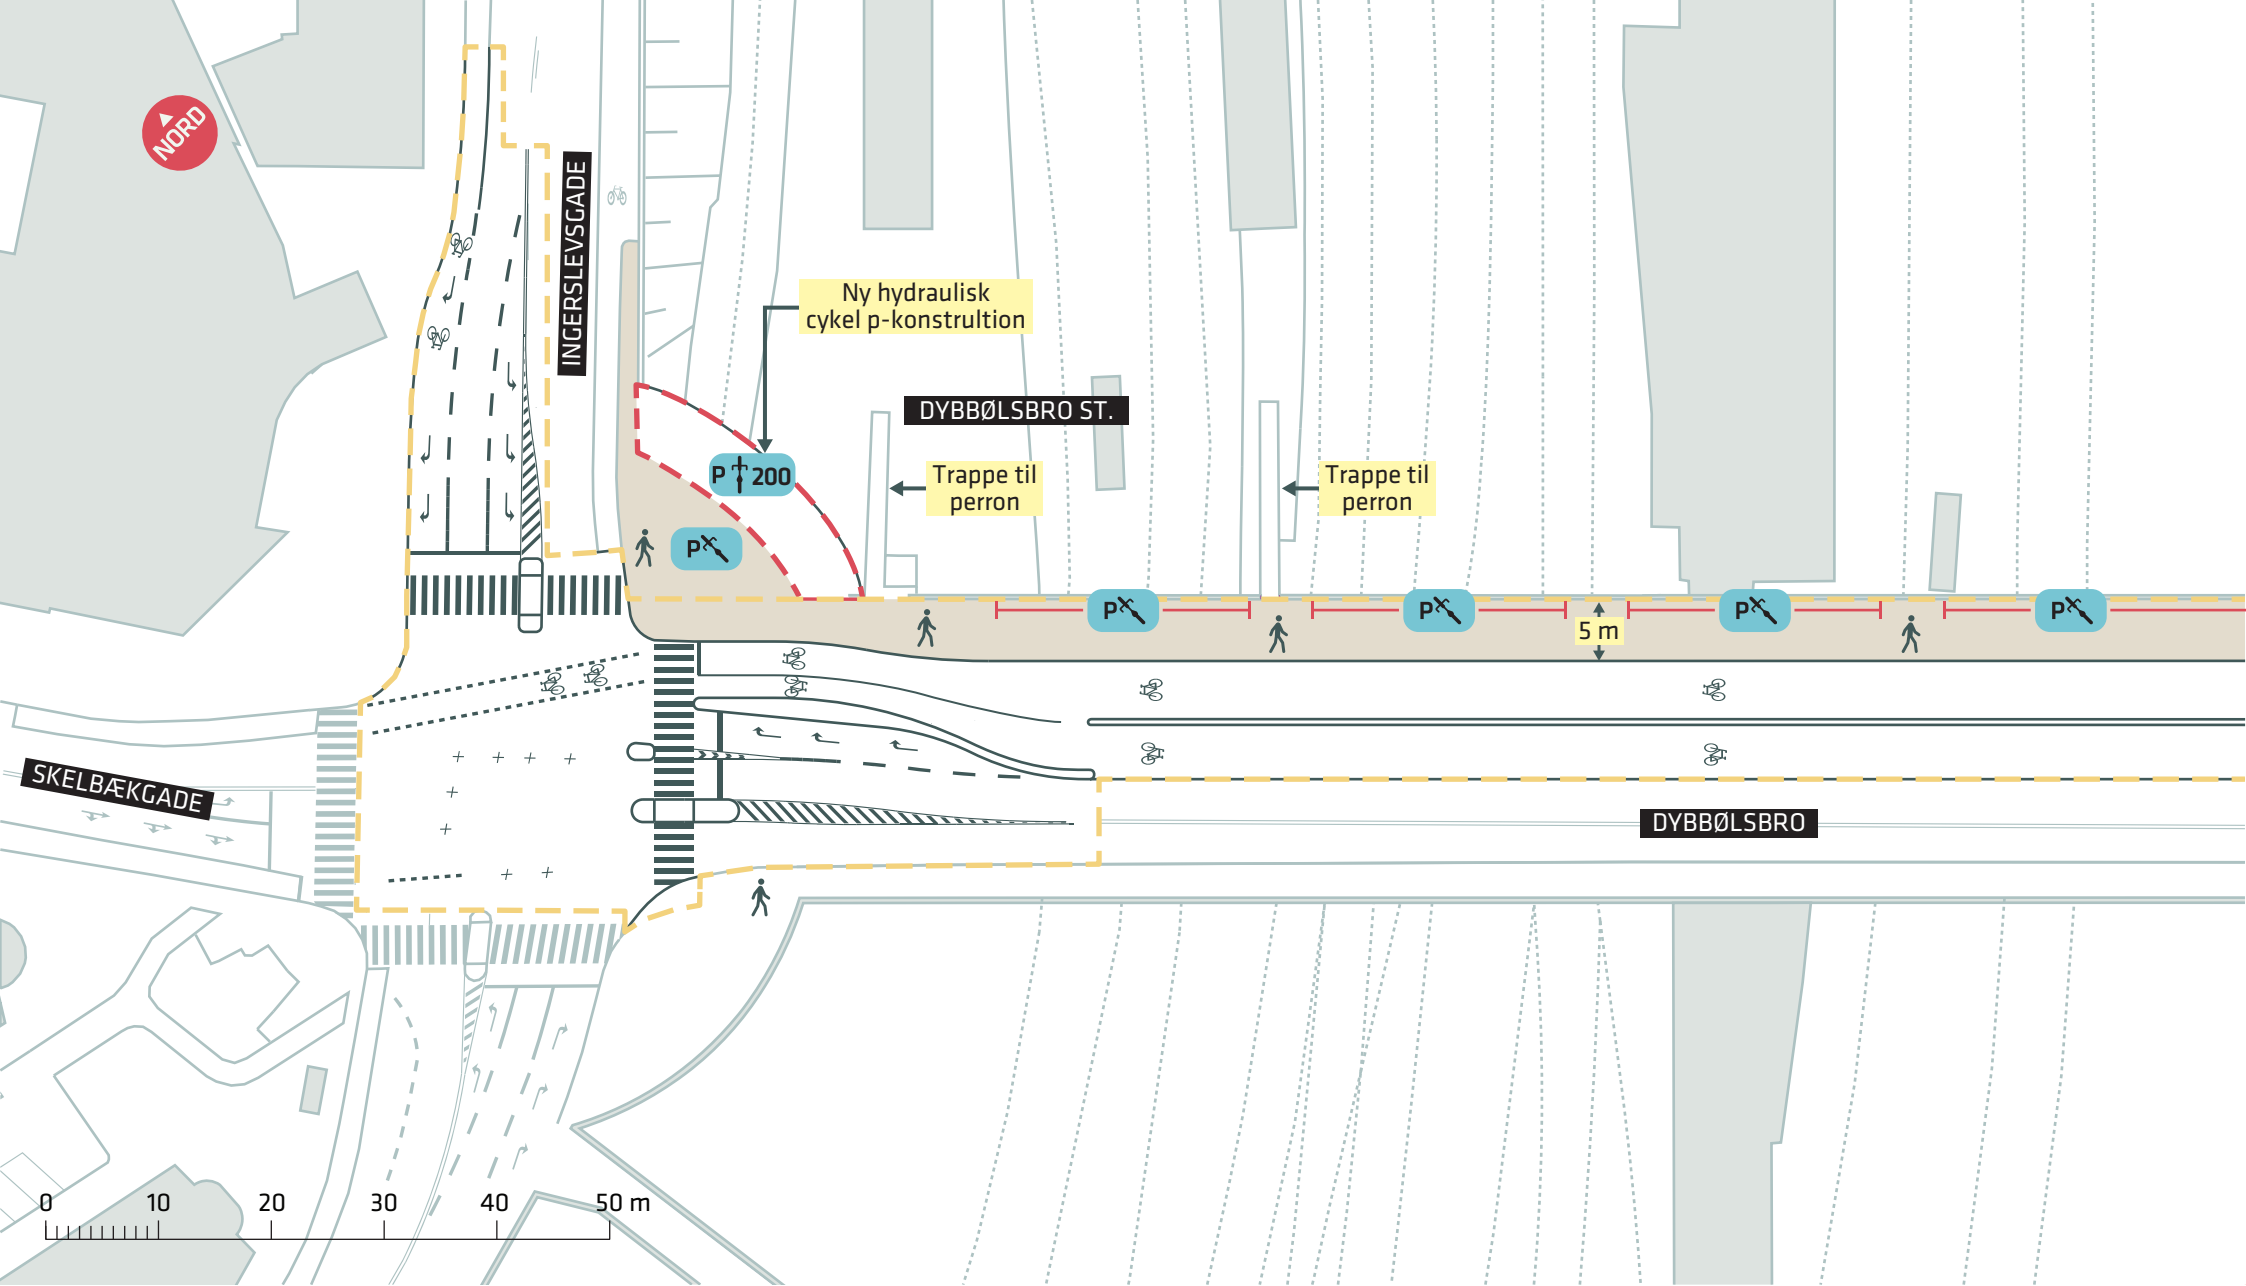 NORD
INGERSLEVSGADE
Ny hydraulisk
cykel p-konstrultion
DYBBØLSBRO ST.
P 200
Trappe til
perron
Trappe til
perron
P
P
P
P
P
5 m
SKELBÆKGADE
DYBBØLSBRO
0 10 20 30 40 50 m